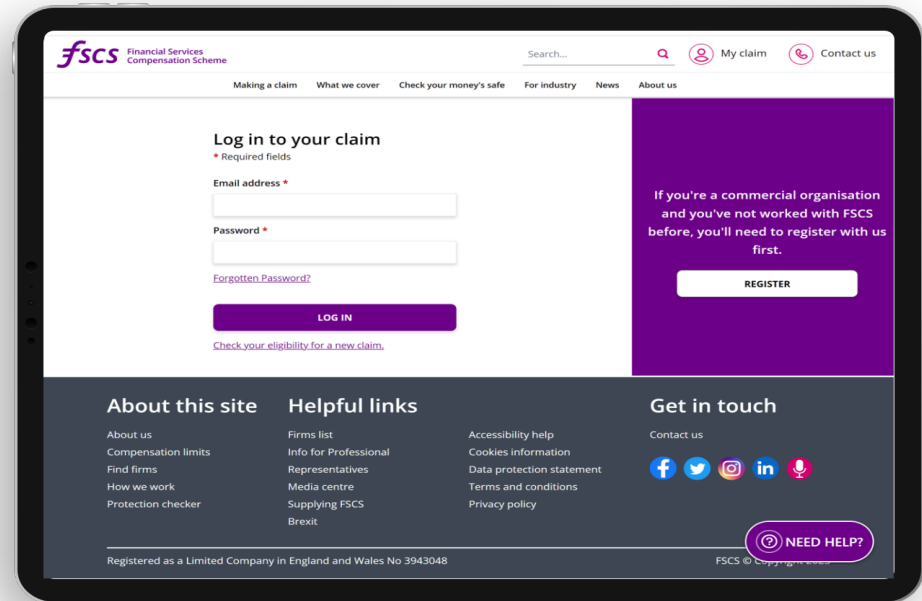 fscs Financial Services
Compensation Scheme
Search...
My claim
Contact us
Making a claim What we cover Check your money's safe For industry News About us
Log in to your claim
* Required fields
Email address *
Password *
Forgotten Password?
LOG IN
Check your eligibility for a new claim.
If you're a commercial organisation
and you've not worked with FSCS
before, you'll need to register with us
first.
REGISTER
About this site
About us
Compensation limits
Find firms
How we work
Protection checker
Helpful links
Firms list
Info for Professional
Representatives
Media centre
Supplying FSCS
Brexit
Accessibility help
Cookies information
Data protection statement
Terms and conditions
Privacy policy
Get in touch
Contact us
NEED HELP?
Registered as a Limited Company in England and Wales No 3943048
FSCS ©